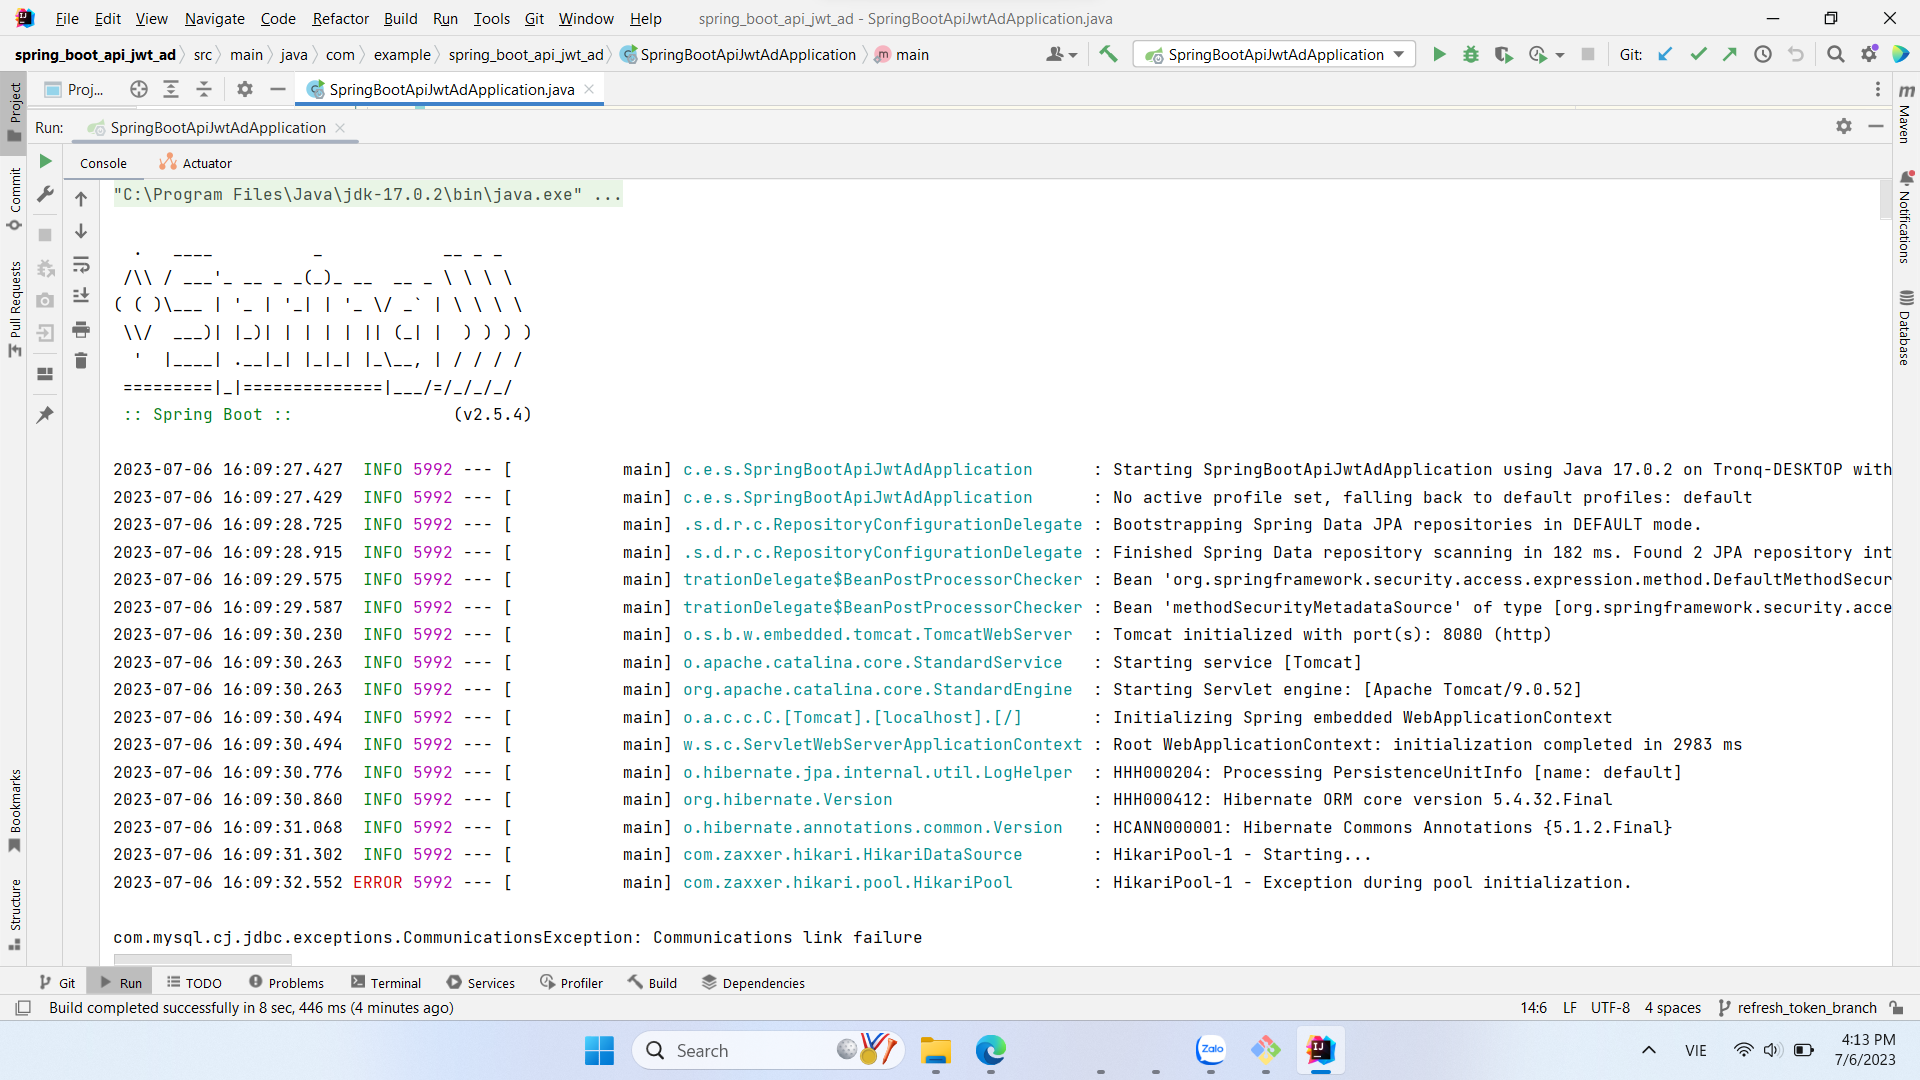 File Edit View Navigate Code Refactor Build Run Tools Git Window Help spring_boot_api_jwt_ad - SpringBootApiJwtAdApplication.java
spring_boot_api_jwt_ad src main java com example spring_boot_api_jwt_ad SpringBootApiJwtAdApplication main SpringBootApiJwtAdApplication Git:
Proj... SpringBootApiJwtAdApplication.java
Run: SpringBootApiJwtAdApplication
Console Actuator
"C:\Program Files\Java\jdk-17.0.2\bin\java.exe" ...
  .   ____          _            __ _ _
 /\\ / ___'_ __ _ _(_)_ __  __ _ \ \ \ \
( ( )\___ | '_ | '_| | '_ \/ _` | \ \ \ \
 \\/  ___)| |_)| | | | | || (_| |  ) ) ) )
  '  |____| .__|_| |_|_| |_\__, | / / / /
 =========|_|==============|___/=/_/_/_/
 :: Spring Boot ::                (v2.5.4)
2023-07-06 16:09:27.427  INFO 5992 --- [           main] c.e.s.SpringBootApiJwtAdApplication      : Starting SpringBootApiJwtAdApplication using Java 17.0.2 on Tronq-DESKTOP with
2023-07-06 16:09:27.429  INFO 5992 --- [           main] c.e.s.SpringBootApiJwtAdApplication      : No active profile set, falling back to default profiles: default
2023-07-06 16:09:28.725  INFO 5992 --- [           main] .s.d.r.c.RepositoryConfigurationDelegate : Bootstrapping Spring Data JPA repositories in DEFAULT mode.
2023-07-06 16:09:28.915  INFO 5992 --- [           main] .s.d.r.c.RepositoryConfigurationDelegate : Finished Spring Data repository scanning in 182 ms. Found 2 JPA repository int
2023-07-06 16:09:29.575  INFO 5992 --- [           main] trationDelegate$BeanPostProcessorChecker : Bean 'org.springframework.security.access.expression.method.DefaultMethodSecur
2023-07-06 16:09:29.587  INFO 5992 --- [           main] trationDelegate$BeanPostProcessorChecker : Bean 'methodSecurityMetadataSource' of type [org.springframework.security.acce
2023-07-06 16:09:30.230  INFO 5992 --- [           main] o.s.b.w.embedded.tomcat.TomcatWebServer  : Tomcat initialized with port(s): 8080 (http)
2023-07-06 16:09:30.263  INFO 5992 --- [           main] o.apache.catalina.core.StandardService   : Starting service [Tomcat]
2023-07-06 16:09:30.263  INFO 5992 --- [           main] org.apache.catalina.core.StandardEngine  : Starting Servlet engine: [Apache Tomcat/9.0.52]
2023-07-06 16:09:30.494  INFO 5992 --- [           main] o.a.c.c.C.[Tomcat].[localhost].[/]       : Initializing Spring embedded WebApplicationContext
2023-07-06 16:09:30.494  INFO 5992 --- [           main] w.s.c.ServletWebServerApplicationContext : Root WebApplicationContext: initialization completed in 2983 ms
2023-07-06 16:09:30.776  INFO 5992 --- [           main] o.hibernate.jpa.internal.util.LogHelper  : HHH000204: Processing PersistenceUnitInfo [name: default]
2023-07-06 16:09:30.860  INFO 5992 --- [           main] org.hibernate.Version                    : HHH000412: Hibernate ORM core version 5.4.32.Final
2023-07-06 16:09:31.068  INFO 5992 --- [           main] o.hibernate.annotations.common.Version   : HCANN000001: Hibernate Commons Annotations {5.1.2.Final}
2023-07-06 16:09:31.302  INFO 5992 --- [           main] com.zaxxer.hikari.HikariDataSource       : HikariPool-1 - Starting...
2023-07-06 16:09:32.552 ERROR 5992 --- [           main] com.zaxxer.hikari.pool.HikariPool        : HikariPool-1 - Exception during pool initialization.
com.mysql.cj.jdbc.exceptions.CommunicationsException: Communications link failure
Project
Commit
Pull Requests
Bookmarks
Structure
Maven
Notifications
Database
Git Run TODO Problems Terminal Services Profiler Build Dependencies
Build completed successfully in 8 sec, 446 ms (4 minutes ago) 14:6 LF UTF-8 4 spaces refresh_token_branch
Search Zalo VIE 4:13 PM
7/6/2023